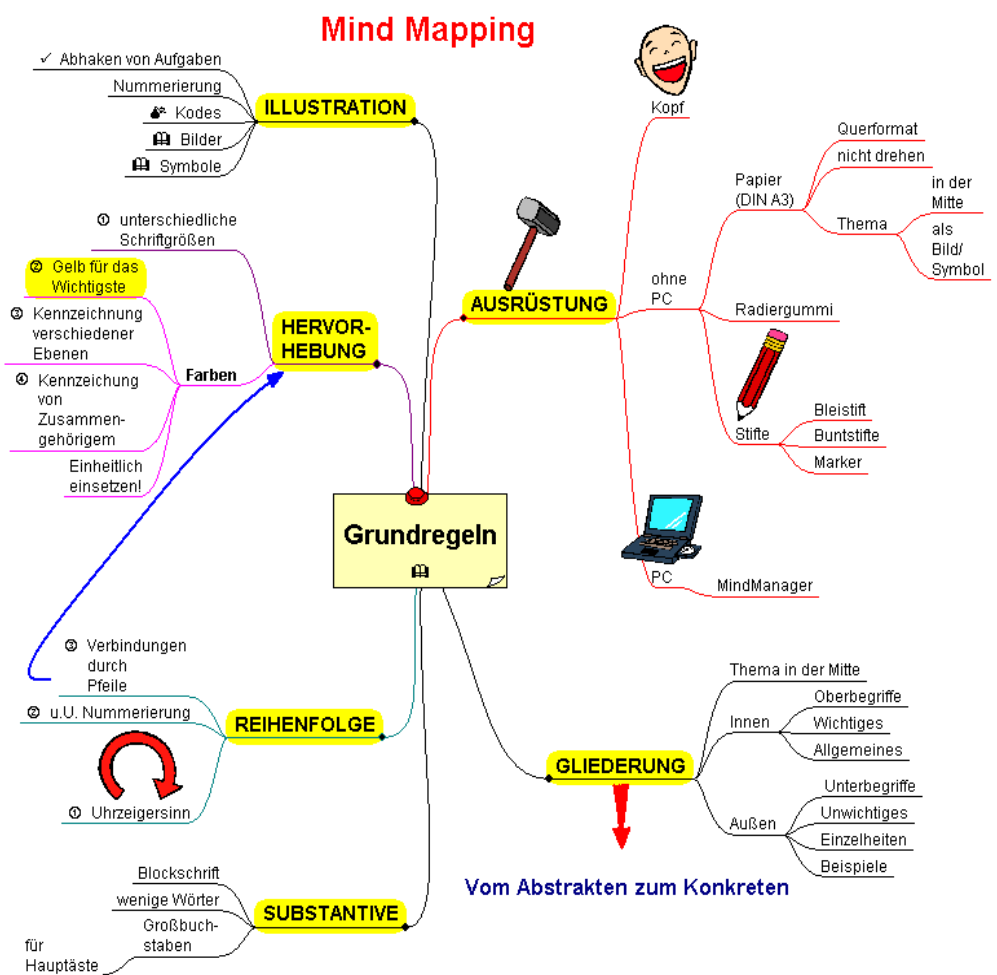 Mind Mapping
✓ Abhaken von Aufgaben
Nummerierung
Kodes
Bilder
Symbole
ILLUSTRATION
① unterschiedliche
Schriftgrößen
② Gelb für das
Wichtigste
③ Kennzeichnung
verschiedener
Ebenen
④ Kennzeichung
von
Zusammen-
gehörigem
Einheitlich
einsetzen!
Farben
HERVOR-
HEBUNG
Kopf
AUSRÜSTUNG
ohne
PC
Papier
(DIN A3)
Querformat
nicht drehen
Thema
in der
Mitte
als
Bild/
Symbol
Radiergummi
Stifte
Bleistift
Buntstifte
Marker
PC
MindManager
Grundregeln
③ Verbindungen
durch
Pfeile
② u.U. Nummerierung
① Uhrzeigersinn
REIHENFOLGE
GLIEDERUNG
Thema in der Mitte
Innen
Oberbegriffe
Wichtiges
Allgemeines
Außen
Unterbegriffe
Unwichtiges
Einzelheiten
Beispiele
Vom Abstrakten zum Konkreten
Blockschrift
wenige Wörter
Großbuch-
staben
für
Hauptäste
SUBSTANTIVE